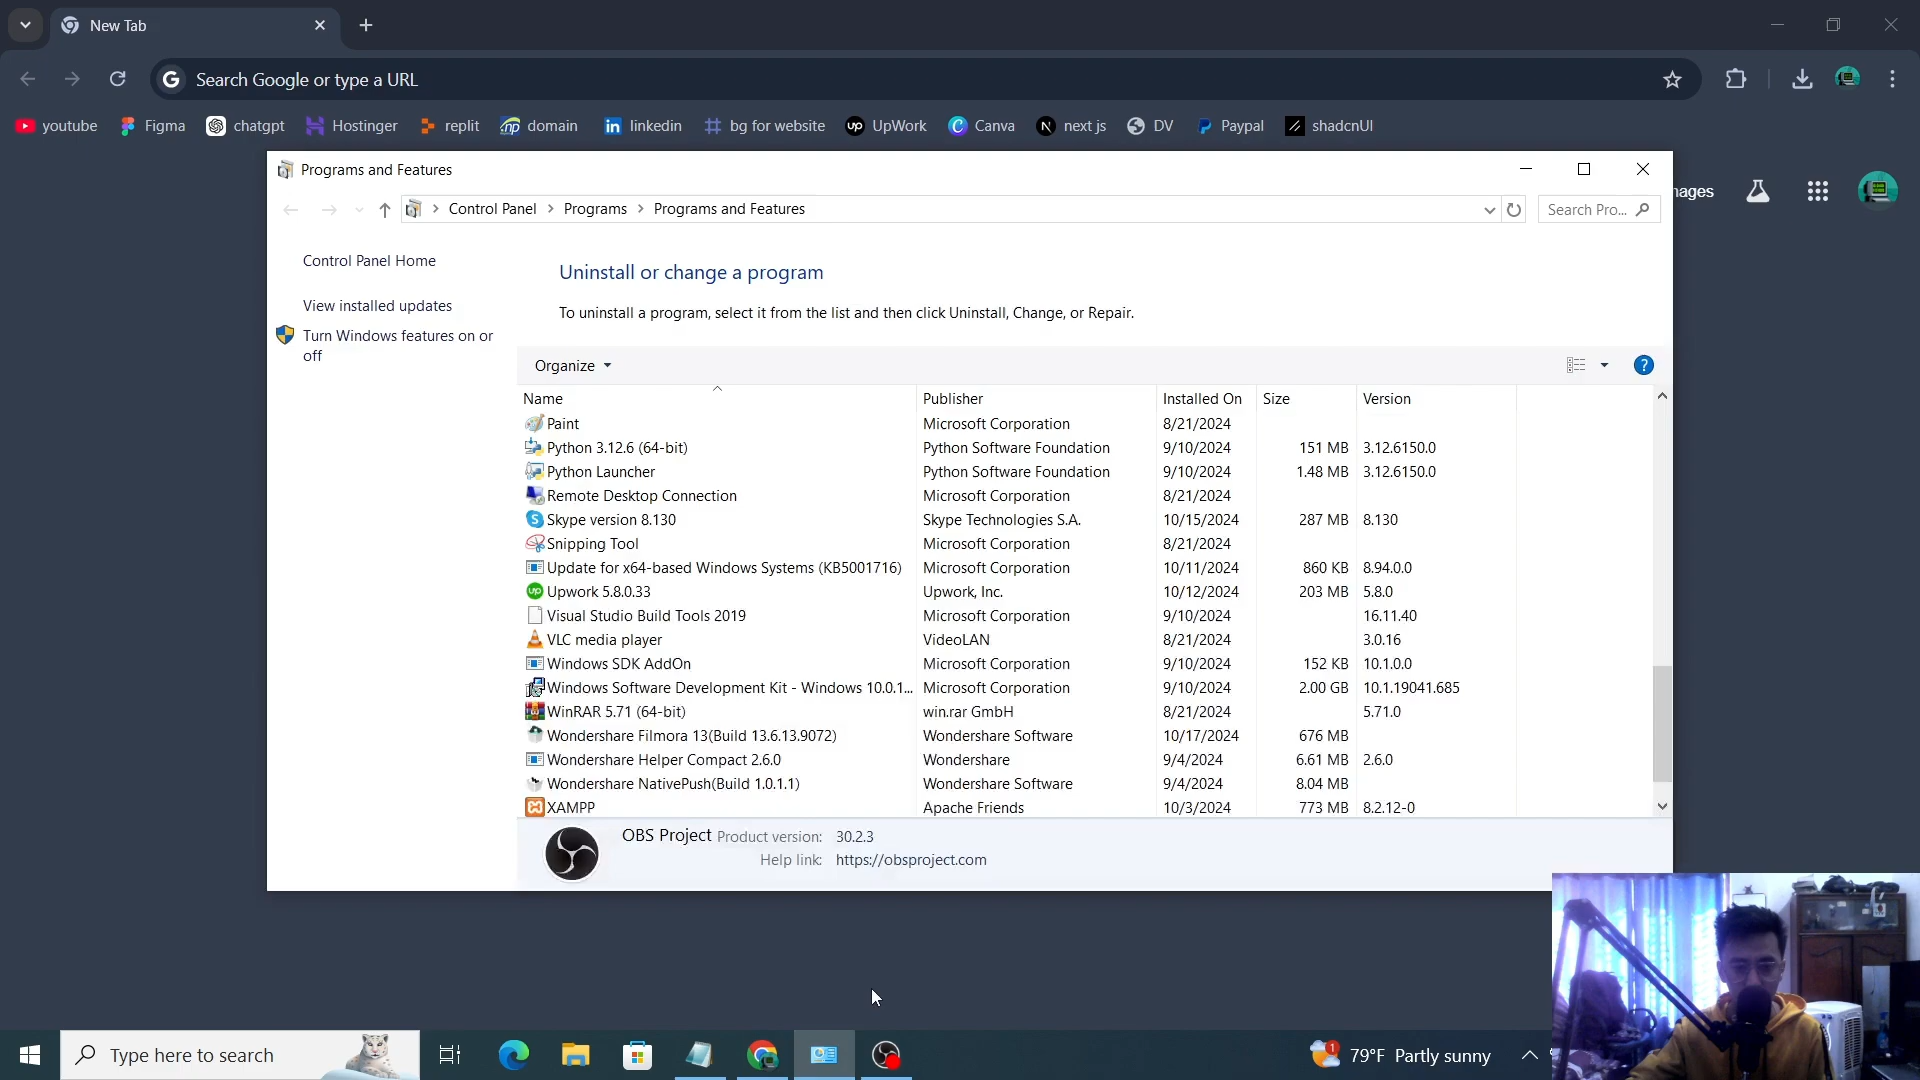 New Tab
Search Google or type a URL
youtube Figma chatgpt Hostinger replit domain linkedin bg for website UpWork Canva next js DV Paypal shadcnUI
Programs and Features
nages
Control Panel > Programs > Programs and Features
Search Pro...
Control Panel Home
View installed updates
Turn Windows features on or
off
Uninstall or change a program
To uninstall a program, select it from the list and then click Uninstall, Change, or Repair.
Organize
Name Publisher Installed On Size Version
Paint Microsoft Corporation 8/21/2024
Python 3.12.6 (64-bit) Python Software Foundation 9/10/2024 151 MB 3.12.6150.0
Python Launcher Python Software Foundation 9/10/2024 1.48 MB 3.12.6150.0
Remote Desktop Connection Microsoft Corporation 8/21/2024
Skype version 8.130 Skype Technologies S.A. 10/15/2024 287 MB 8.130
Snipping Tool Microsoft Corporation 8/21/2024
Update for x64-based Windows Systems (KB5001716) Microsoft Corporation 10/11/2024 860 KB 8.94.0.0
Upwork 5.8.0.33 Upwork, Inc. 10/12/2024 203 MB 5.8.0
Visual Studio Build Tools 2019 Microsoft Corporation 9/10/2024 16.11.40
VLC media player VideoLAN 8/21/2024 3.0.16
Windows SDK AddOn Microsoft Corporation 9/10/2024 152 KB 10.1.0.0
Windows Software Development Kit - Windows 10.0.1... Microsoft Corporation 9/10/2024 2.00 GB 10.1.19041.685
WinRAR 5.71 (64-bit) win.rar GmbH 8/21/2024 5.71.0
Wondershare Filmora 13(Build 13.6.13.9072) Wondershare Software 10/17/2024 676 MB
Wondershare Helper Compact 2.6.0 Wondershare 9/4/2024 6.61 MB 2.6.0
Wondershare NativePush(Build 1.0.1.1) Wondershare Software 9/4/2024 8.04 MB
XAMPP Apache Friends 10/3/2024 773 MB 8.2.12-0
OBS Project Product version: 30.2.3
Help link: https://obsproject.com
Type here to search
1
79°F Partly sunny